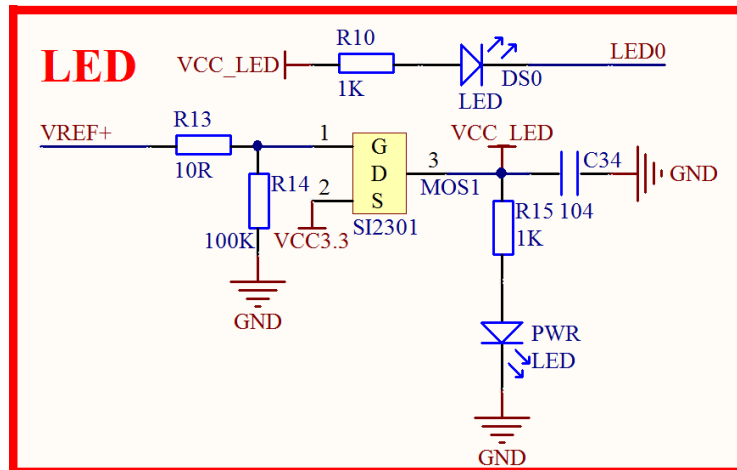 LED
R10
VCC_LED
1K
LED
DS0
LED0
VREF+
R13
10R
R14
100K
GND
1
2
VCC3.3
G
D
S
SI2301
3
MOS1
VCC_LED
C34
104
GND
R15
1K
PWR
LED
GND